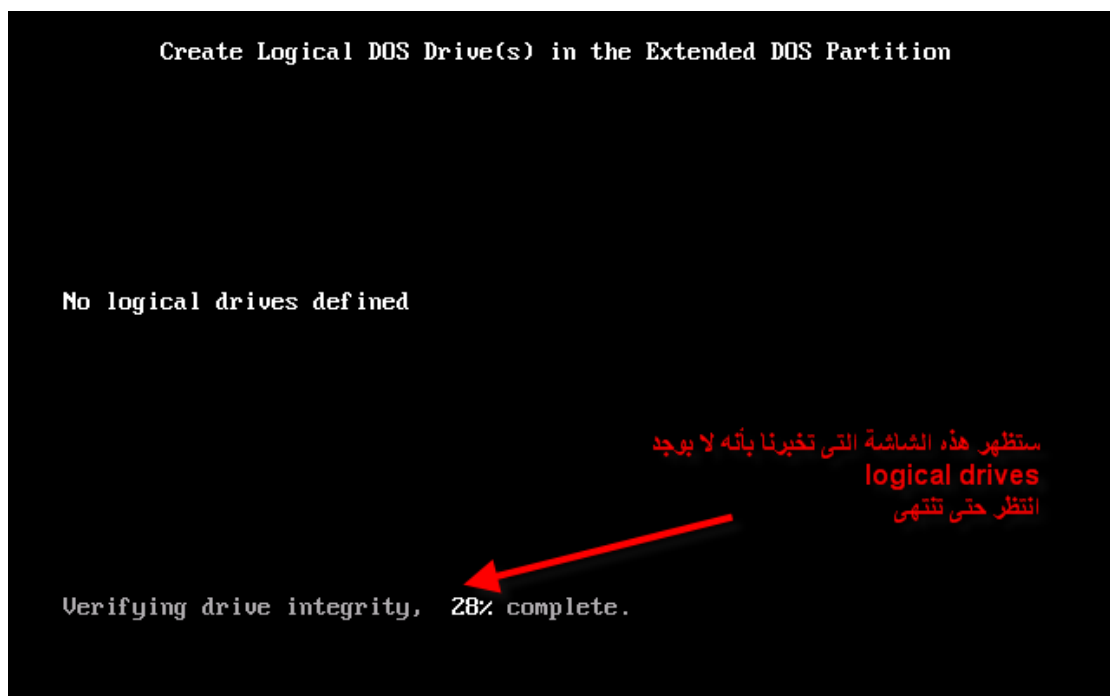 Create Logical DOS Drive(s) in the Extended DOS Partition
No logical drives defined
ستظهر هذه الشاشة التى تخبرنا بأنه لا يوجد
logical drives
انتظر حتى تنتهى
Verifying drive integrity, 28% complete.